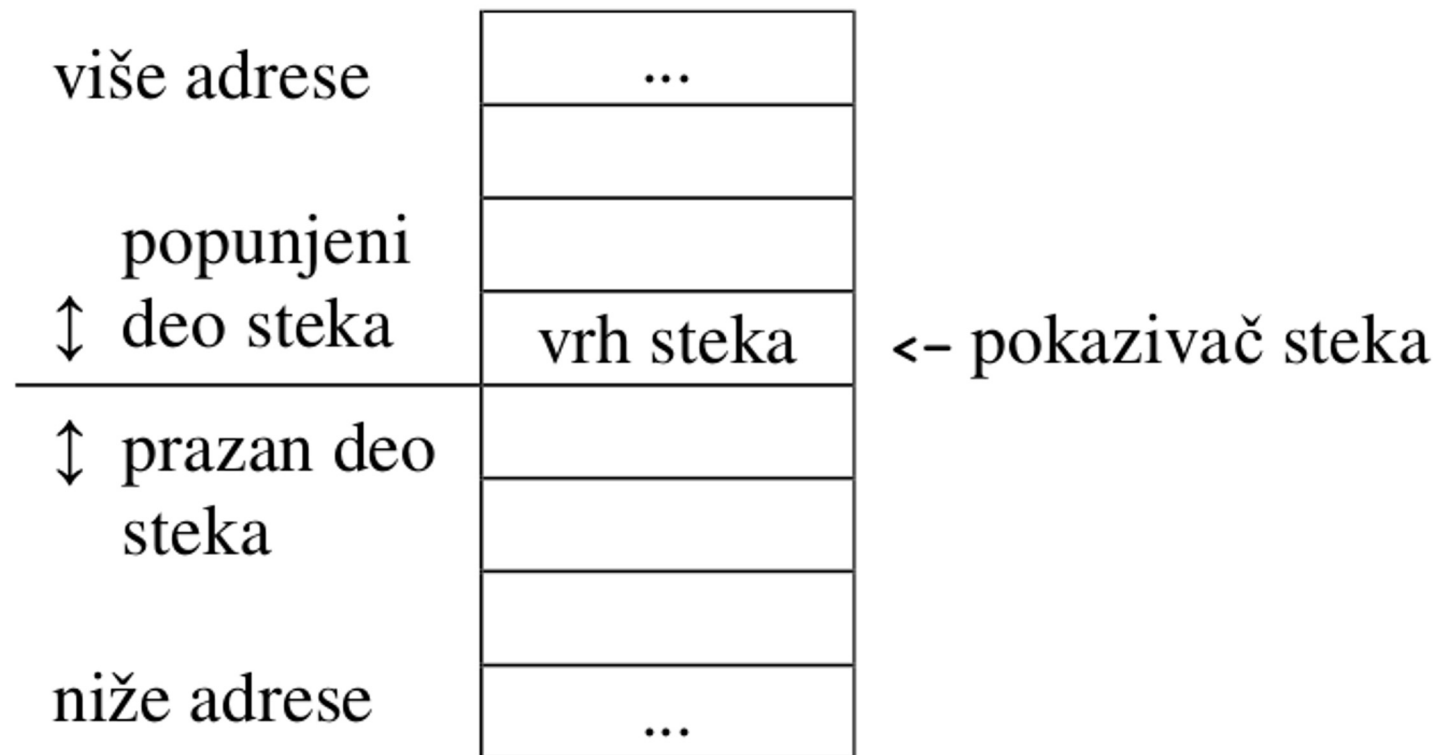 više adrese
...
popunjeni
deo steka
vrh steka
<- pokazivač steka
prazan deo
steka
niže adrese
...